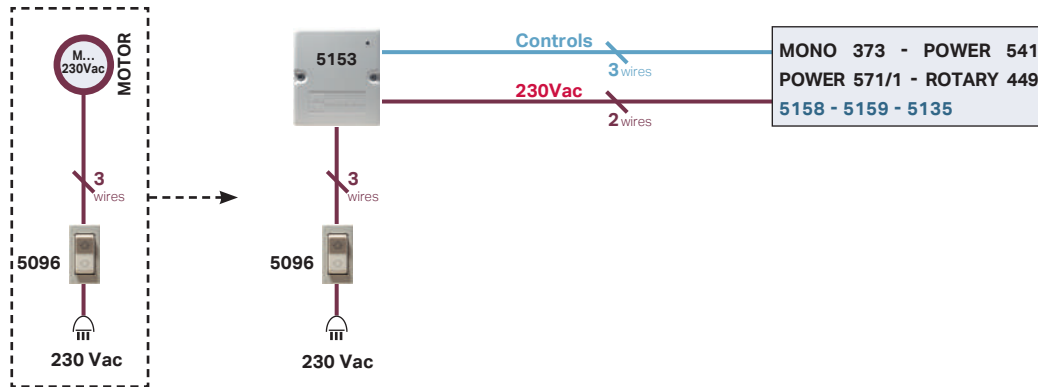 M...
230Vac
MOTOR
3
wires
5096
230 Vac
5153
3
wires
5096
230 Vac
Controls
3 wires
230Vac
2 wires
MONO 373 - POWER 541
POWER 571/1 - ROTARY 449
5158 - 5159 - 5135